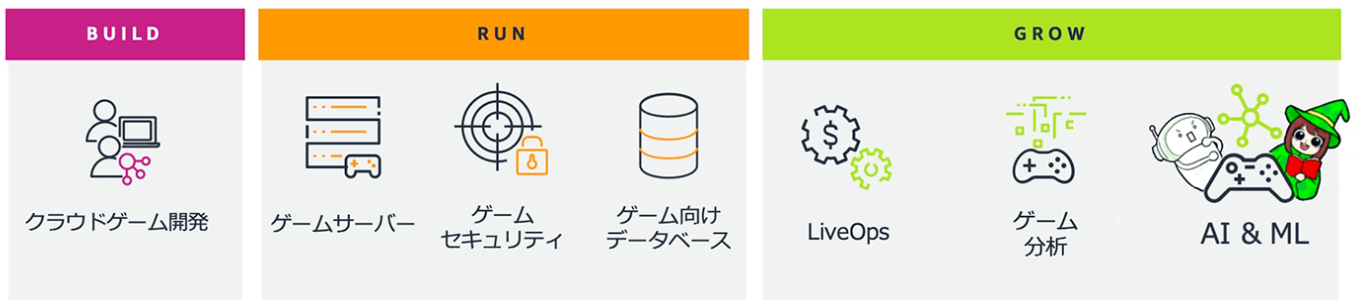 BUILD
クラウドゲーム開発
RUN
ゲームサーバー
ゲーム
セキュリティ
ゲーム向け
データベース
GROW
$
LiveOps
ゲーム
分析
AI & ML